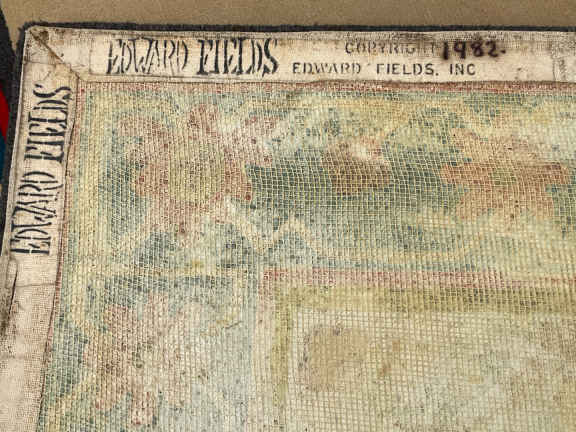 EDWARD FIELDS
COPYRIGHT 1982.
EDWARD FIELDS, INC
EDWARD FIELDS